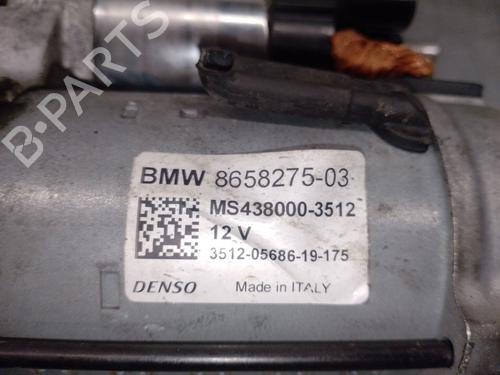 BMW 8658275-03
MS438000-3512
12 V
3512-05686-19-175
DENSO Made in ITALY
B-PARTS